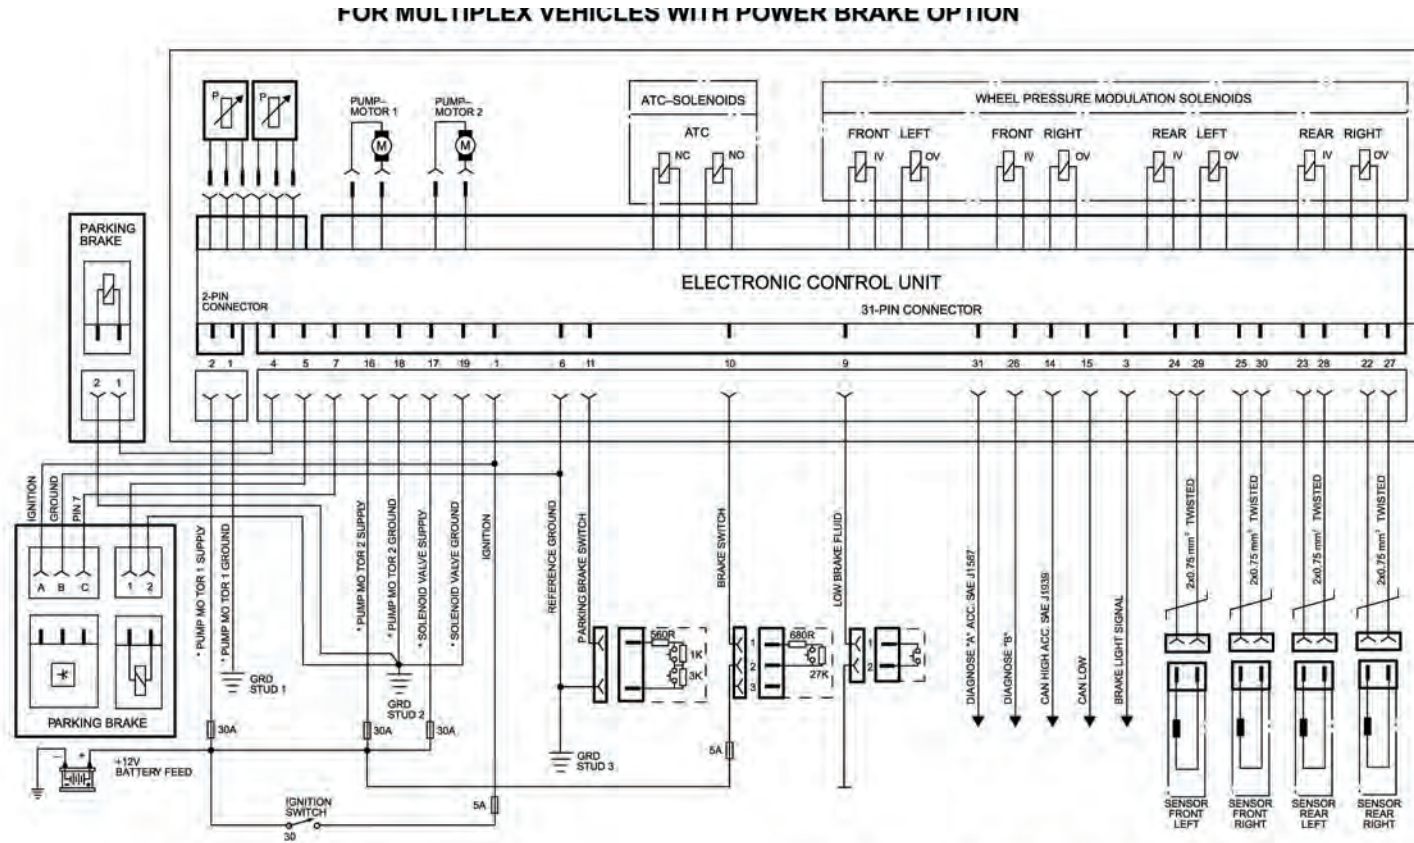 FOR MULTIPLEX VEHICLES WITH POWER BRAKE OPTION
P
P
PUMP–
MOTOR 1
M
PUMP–
MOTOR 2
M
ATC–SOLENOIDS
ATC
NC
NO
WHEEL PRESSURE MODULATION SOLENOIDS
FRONT LEFT
FRONT RIGHT
REAR LEFT
REAR RIGHT
IV
OV
IV
OV
IV
OV
IV
OV
PARKING
BRAKE
2 1
ELECTRONIC CONTROL UNIT
2-PIN
CONNECTOR
31-PIN CONNECTOR
2 1 4 5 7 16 18 17 19 1 6 11 10 9 31 26 14 15 3 24 29 25 30 23 28 22 27
IGNITION
GROUND
PIN 7
A B C
1 2
*
PARKING BRAKE
* PUMP MO TOR 1 SUPPLY
* PUMP MO TOR 1 GROUND
* PUMP MO TOR 2 SUPPLY
* PUMP MO TOR 2 GROUND
* SOLENOID VALVE SUPPLY
* SOLENOID VALVE GROUND
IGNITION
REFERENCE GROUND
PARKING BRAKE SWITCH
BRAKE SWITCH
LOW BRAKE FLUID
DIAGNOSE "A" ACC. SAE J1587
DIAGNOSE "B"
CAN HIGH ACC. SAE J1939
CAN LOW
BRAKE LIGHT SIGNAL
2x0.75 mm² TWISTED
2x0.75 mm² TWISTED
2x0.75 mm² TWISTED
2x0.75 mm² TWISTED
560R
1K
3K
1
2
3
680R
27K
1
2
GRD
STUD 1
GRD
STUD 2
GRD
STUD 3
30A
30A
30A
5A
5A
– +
+12V
BATTERY FEED
IGNITION
SWITCH
30
SENSOR
FRONT
LEFT
SENSOR
FRONT
RIGHT
SENSOR
REAR
LEFT
SENSOR
REAR
RIGHT